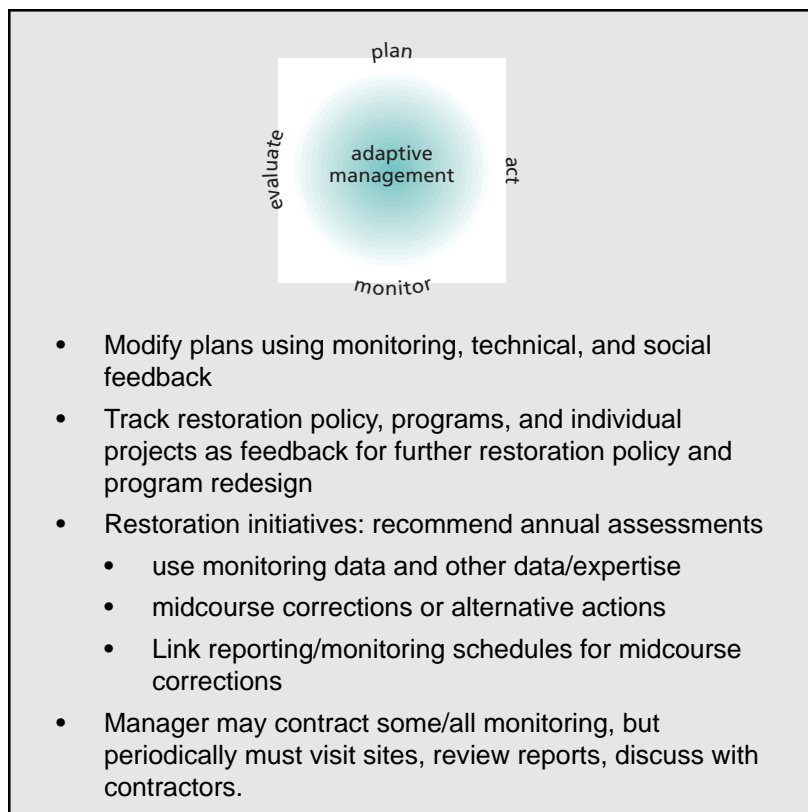 plan
evaluate
adaptive
management
act
monitor
• Modify plans using monitoring, technical, and social
feedback
• Track restoration policy, programs, and individual
projects as feedback for further restoration policy and
program redesign
• Restoration initiatives: recommend annual assessments
• use monitoring data and other data/expertise
• midcourse corrections or alternative actions
• Link reporting/monitoring schedules for midcourse
corrections
• Manager may contract some/all monitoring, but
periodically must visit sites, review reports, discuss with
contractors.